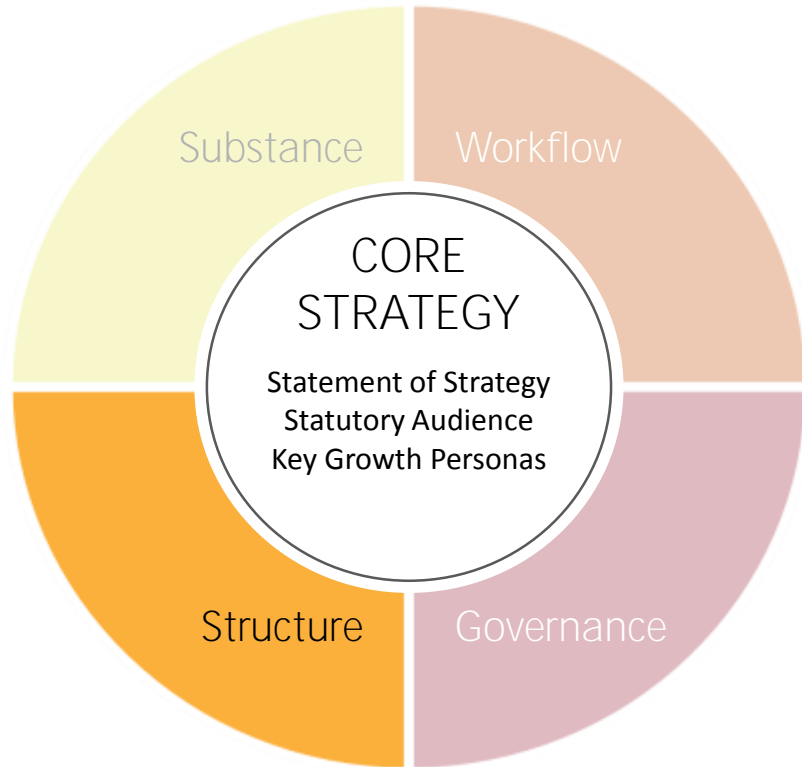 Substance
Workflow
CORE
STRATEGY
Statement of Strategy
Statutory Audience
Key Growth Personas
Structure
Governance